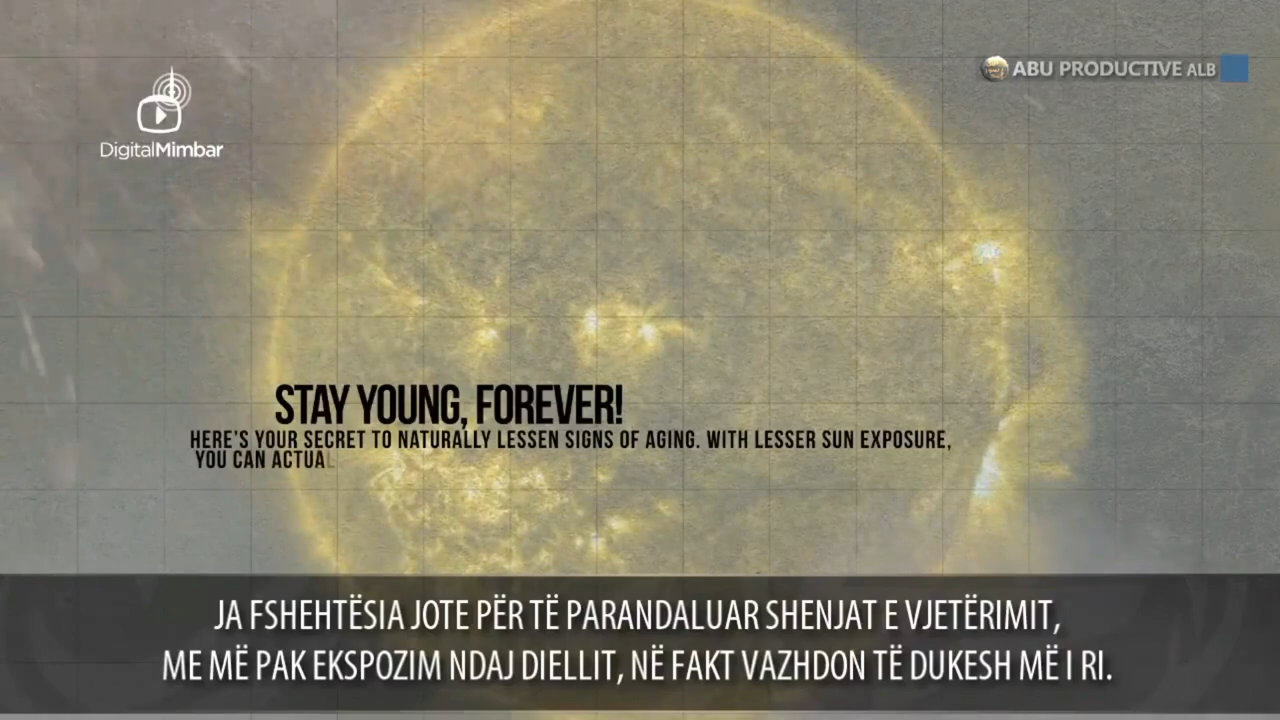 DigitalMimbar
ABU PRODUCTIVE ALB
STAY YOUNG, FOREVER!
HERE'S YOUR SECRET TO NATURALLY LESSEN SIGNS OF AGING. WITH LESSER SUN EXPOSURE,
YOU CAN ACTUAL
JA FSHEHTËSIA JOTE PËR TË PARANDALUAR SHENJAT E VJETËRIMIT,
ME MË PAK EKSPOZIM NDAJ DIELLIT, NË FAKT VAZHDON TË DUKESH MË I RI.